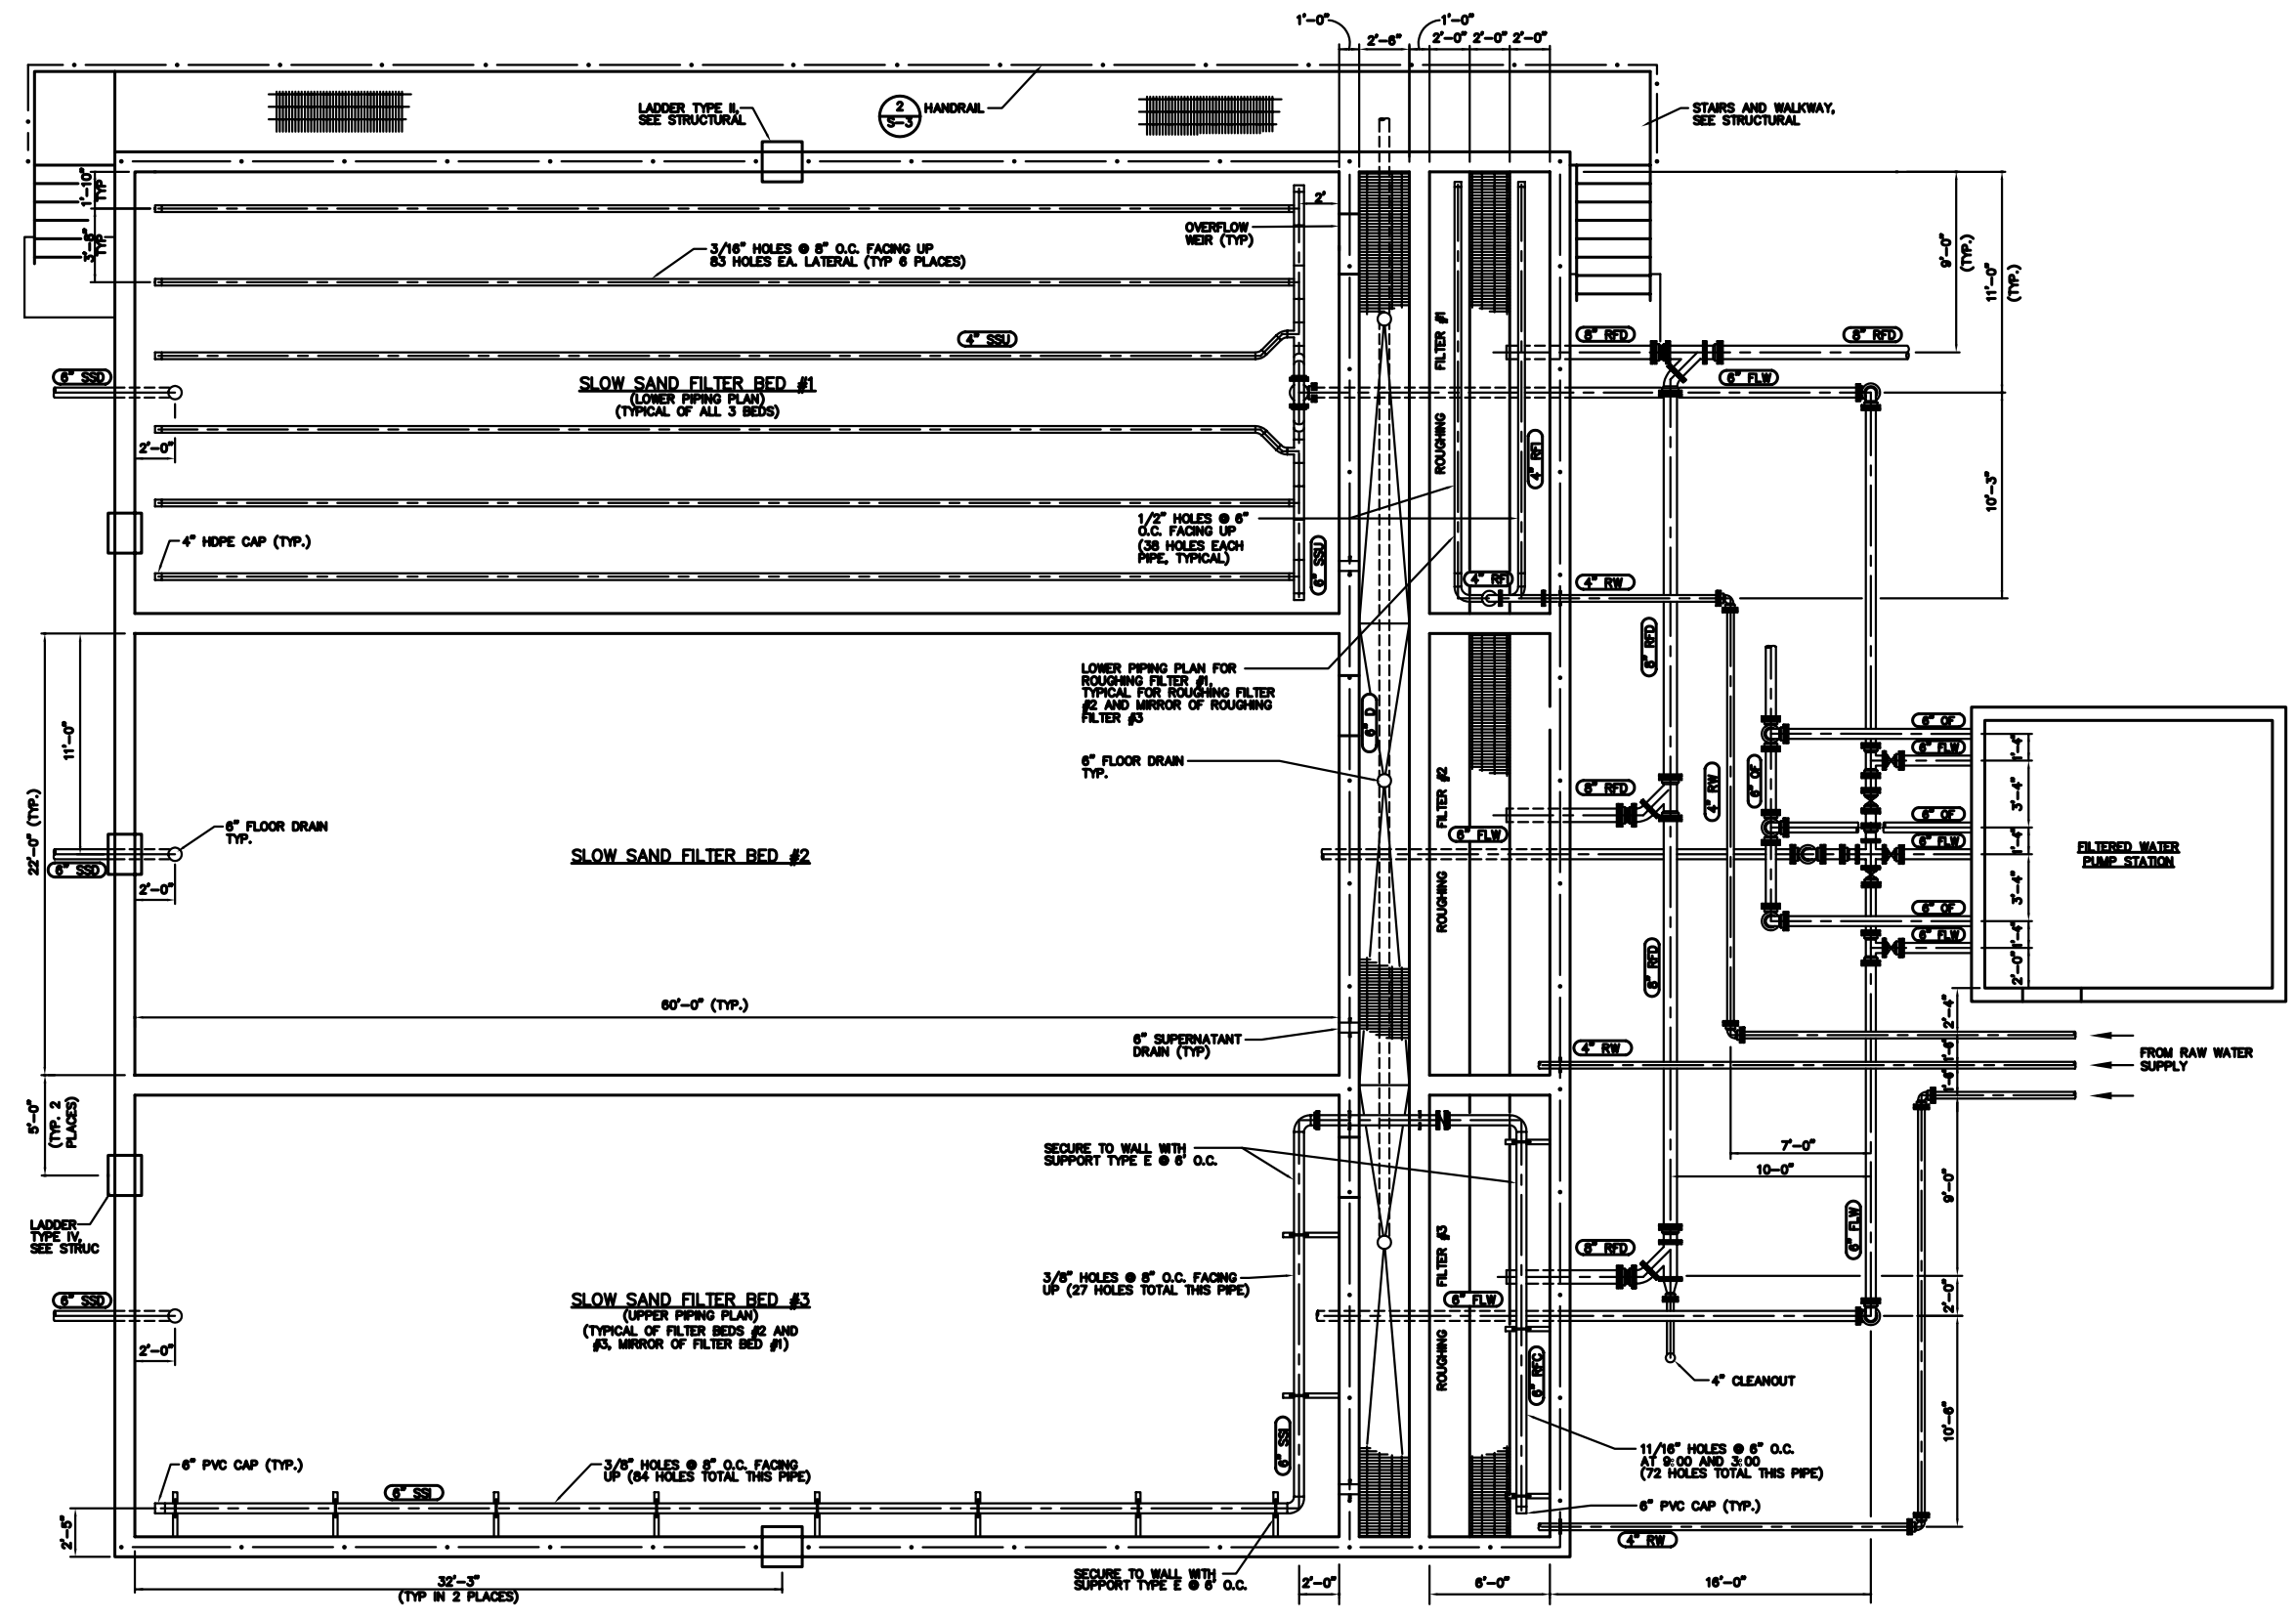 1'-0"
1'-0"
2'-6"
2'-0"
2'-0"
2'-0"
LADDER TYPE II,
SEE STRUCTURAL
2
S-3
HANDRAIL
STAIRS AND WALKWAY,
SEE STRUCTURAL
1'-10"
TYP
3'-8"
TYP
2'
OVERFLOW
WEIR (TYP)
3/16" HOLES @ 8" O.C. FACING UP
83 HOLES EA. LATERAL (TYP 6 PLACES)
9'-0"
(TYP.)
11'-0"
(TYP.)
4" SSU
8" RFD
8" RFD
6" FLW
6" SSD
SLOW SAND FILTER BED #1
(LOWER PIPING PLAN)
(TYPICAL OF ALL 3 BEDS)
ROUGHING FILTER #1
4" RFI
2'-0"
10'-3"
4" HDPE CAP (TYP.)
1/2" HOLES @ 6"
O.C. FACING UP
(38 HOLES EACH
PIPE, TYPICAL)
6" SSU
4" RFI
4" RW
8" RFD
LOWER PIPING PLAN FOR
ROUGHING FILTER #1,
TYPICAL FOR ROUGHING FILTER
#2 AND MIRROR OF ROUGHING
FILTER #3
6" D
11'-0"
22'-0" (TYP.)
6" FLOOR DRAIN
TYP.
6" OF
6" FLW
1'-4"
8" RFD
4" RW
6" OF
3'-4"
6" FLOOR DRAIN
TYP.
ROUGHING FILTER #2
6" FLW
6" OF
6" FLW
1'-4"
FILTERED WATER
PUMP STATION
SLOW SAND FILTER BED #2
6" SSD
2'-0"
3'-4"
6" OF
6" FLW
1'-4"
8" RFD
2'-0"
60'-0" (TYP.)
6" SUPERNATANT
DRAIN (TYP)
4" RW
2'-4"
1'-6"
1'-6"
FROM RAW WATER
SUPPLY
5'-0"
(TYP. 2
PLACES)
SECURE TO WALL WITH
SUPPORT TYPE E @ 6' O.C.
7'-0"
10-0"
9'-0"
LADDER
TYPE IV,
SEE STRUC
6" FLW
8" RFD
3/8" HOLES @ 8" O.C. FACING
UP (27 HOLES TOTAL THIS PIPE)
ROUGHING FILTER #3
6" FLW
6" SSD
SLOW SAND FILTER BED #3
(UPPER PIPING PLAN)
(TYPICAL OF FILTER BEDS #2 AND
#3, MIRROR OF FILTER BED #1)
2'-0"
2'-0"
6" RFC
4" CLEANOUT
10'-6"
6" SSI
11/16" HOLES @ 6" O.C.
AT 9:00 AND 3:00
(72 HOLES TOTAL THIS PIPE)
6" PVC CAP (TYP.)
6" SSI
3/8" HOLES @ 8" O.C. FACING
UP (84 HOLES TOTAL THIS PIPE)
6" PVC CAP (TYP.)
2'-5"
4" RW
SECURE TO WALL WITH
SUPPORT TYPE E @ 6' O.C.
32'-3"
(TYP IN 2 PLACES)
2'-0"
6'-0"
16'-0"